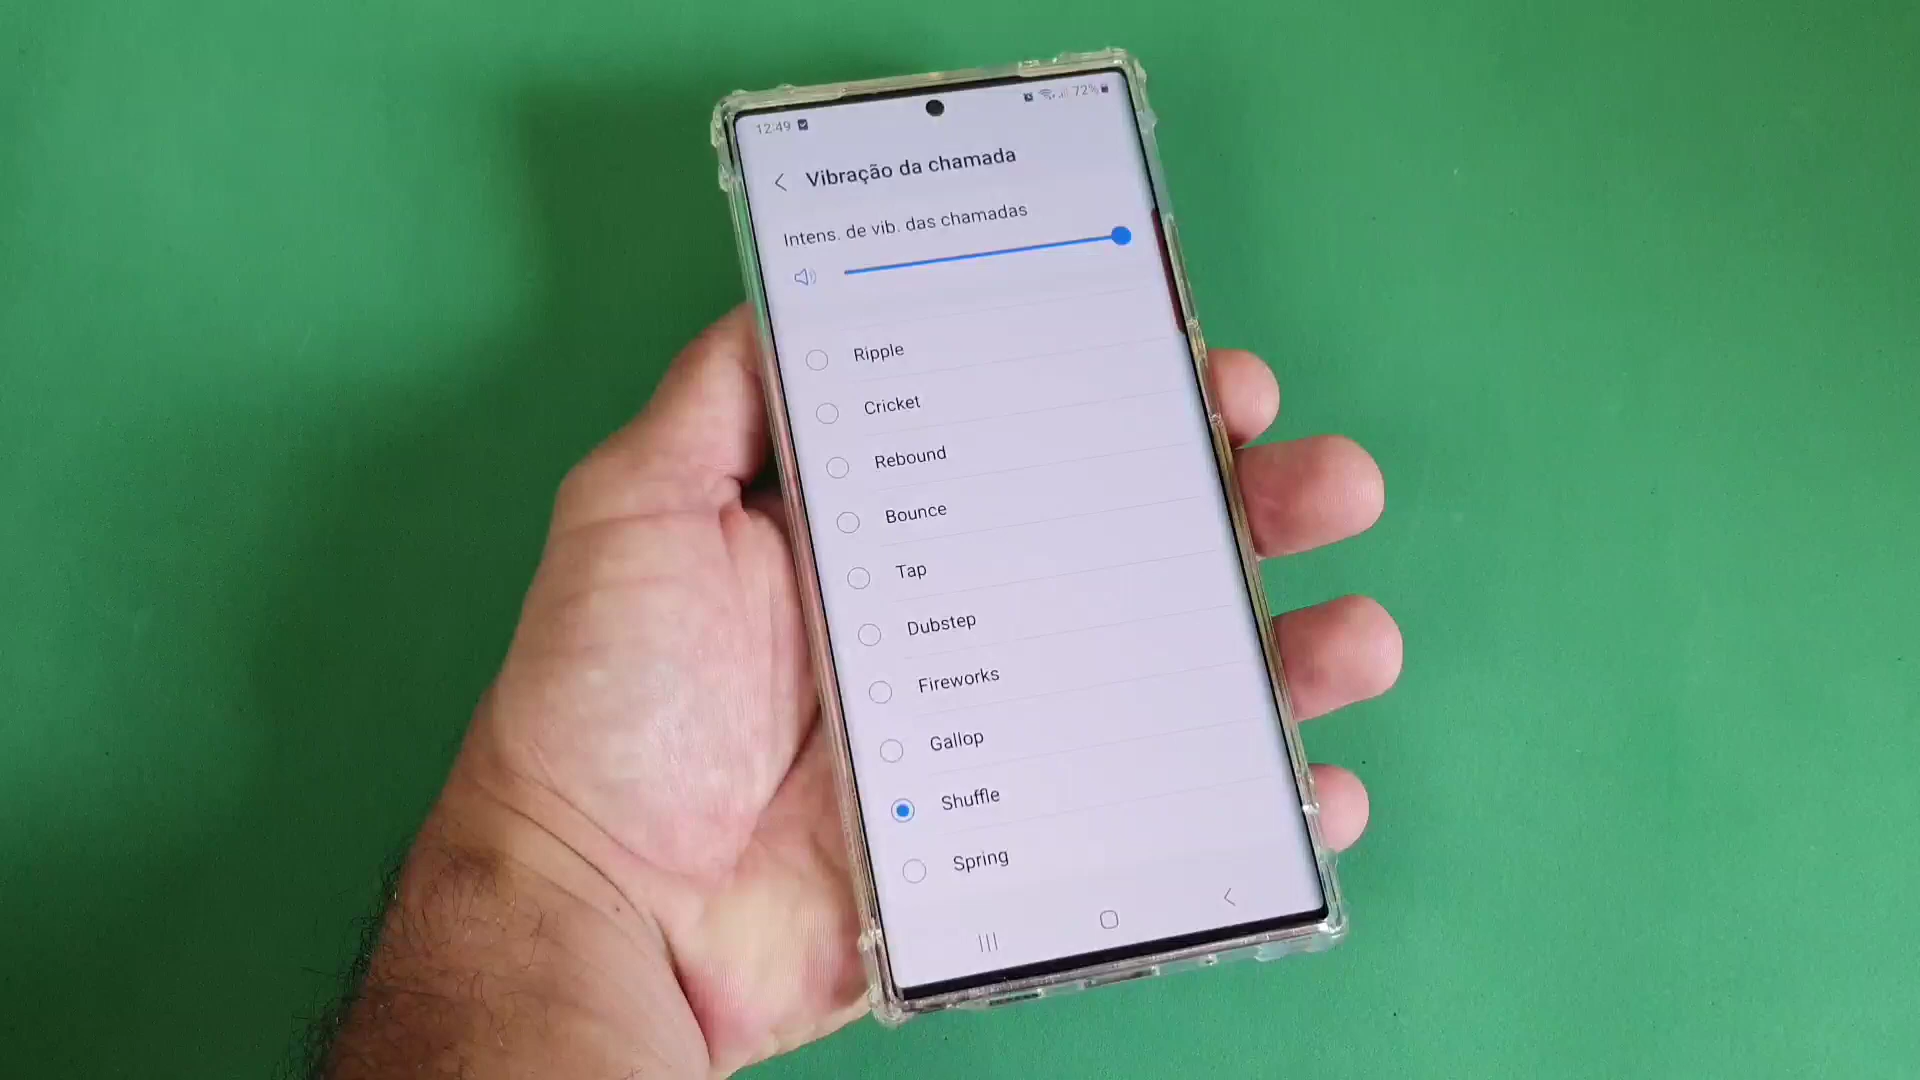 12:49 72%
Vibração da chamada
Intens. de vib. das chamadas
Ripple
Cricket
Rebound
Bounce
Tap
Dubstep
Fireworks
Gallop
Shuffle
Spring